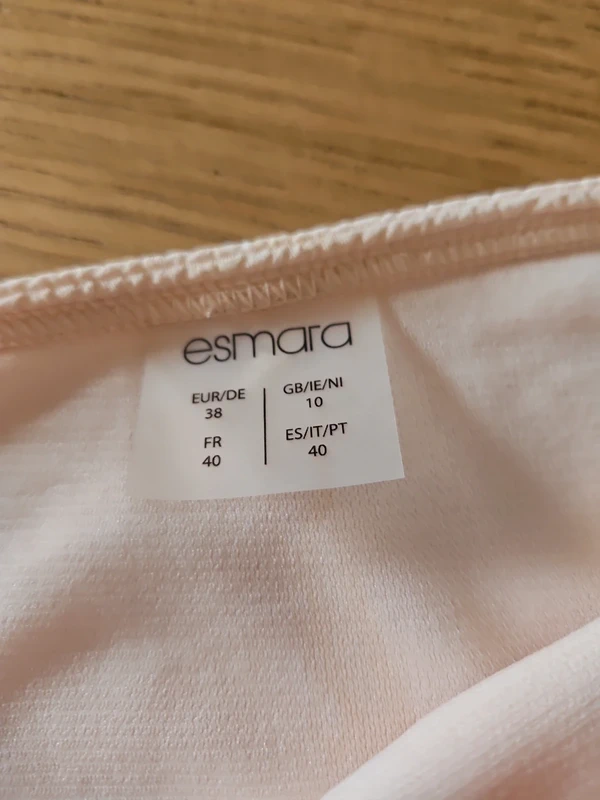 esmara
EUR/DE
38
FR
40
GB/IE/NI
10
ES/IT/PT
40